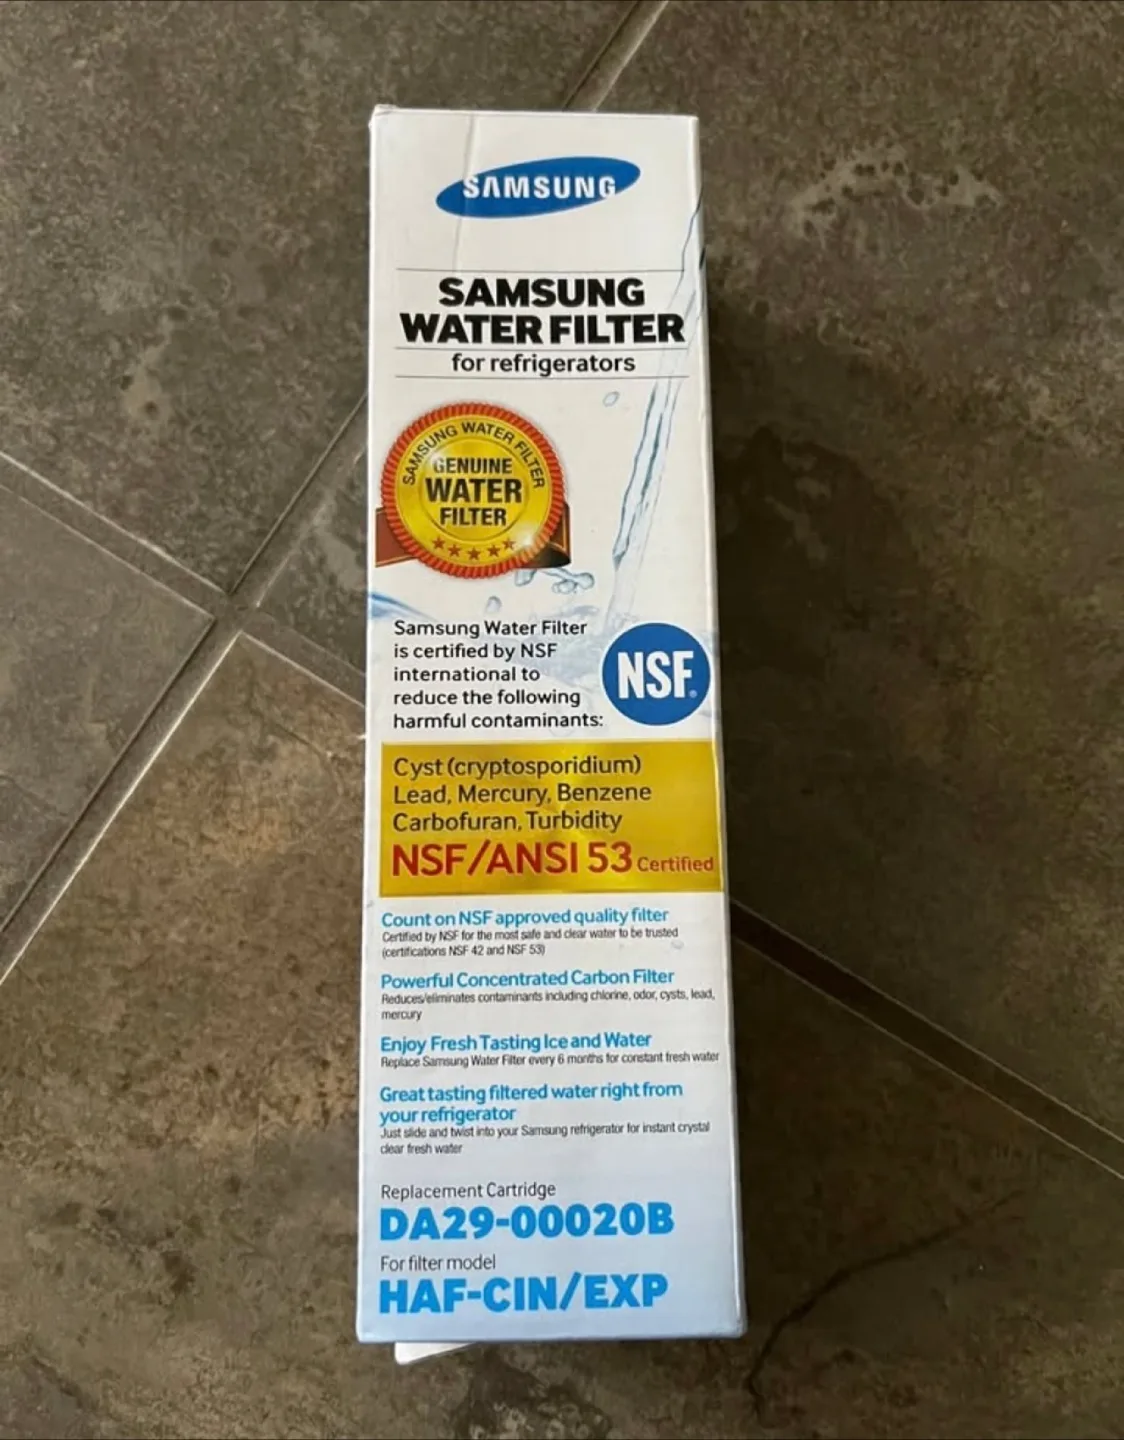 SAMSUNG
SAMSUNG
WATER FILTER
for refrigerators
SAMSUNG WATER FILTER
GENUINE
WATER
FILTER
Samsung Water Filter
is certified by NSF
international to
reduce the following
harmful contaminants:
NSF®
Cyst (cryptosporidium)
Lead, Mercury, Benzene
Carbofuran, Turbidity
NSF/ANSI 53 Certified
Count on NSF approved quality filter
Certified by NSF for the most safe and clear water to be trusted
(certifications NSF 42 and NSF 53)
Powerful Concentrated Carbon Filter
Reduces/eliminates contaminants including chlorine, odor, cysts, lead,
mercury
Enjoy Fresh Tasting Ice and Water
Replace Samsung Water Filter every 6 months for constant fresh water
Great tasting filtered water right from
your refrigerator
Just slide and twist into your Samsung refrigerator for instant crystal
clear fresh water
Replacement Cartridge
DA29-00020B
For filter model
HAF-CIN/EXP